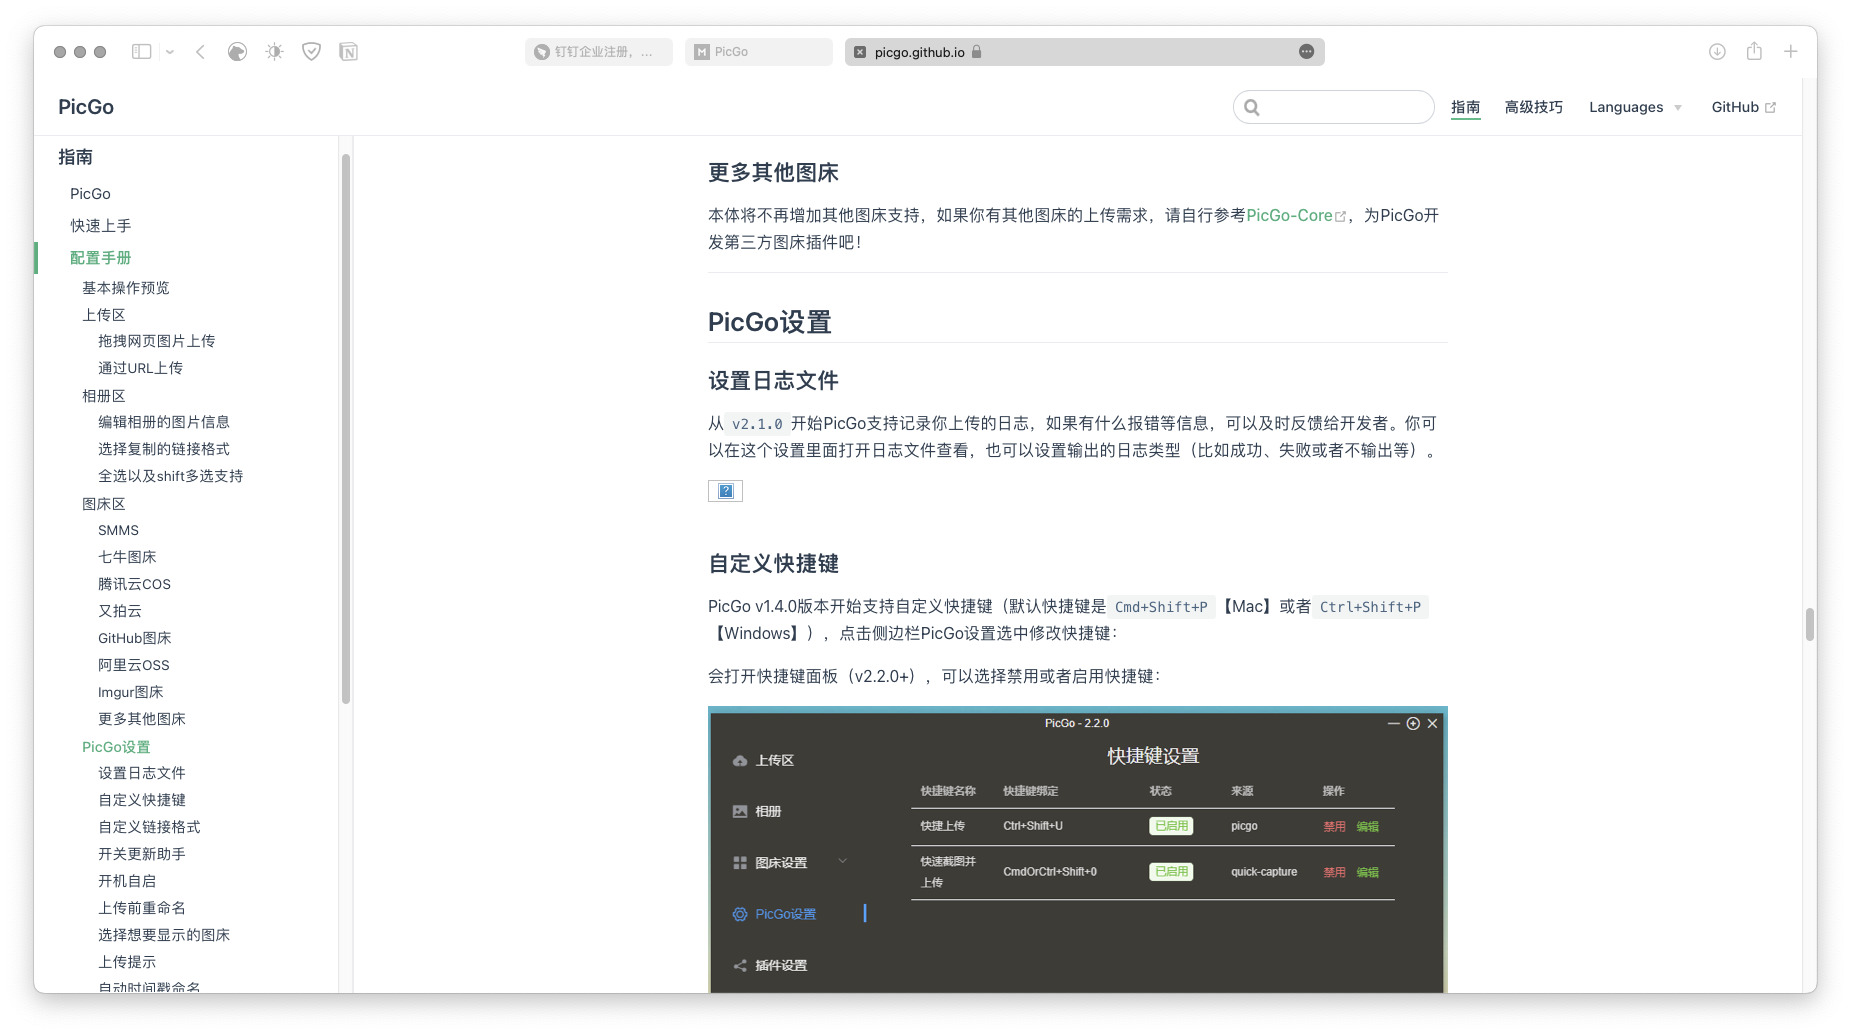 钉钉企业注册，...
M PicGo
picgo.github.io
PicGo
指南
高级技巧
Languages
GitHub
指南
PicGo
快速上手
配置手册
基本操作预览
上传区
拖拽网页图片上传
通过URL上传
相册区
编辑相册的图片信息
选择复制的链接格式
全选以及shift多选支持
图床区
SMMS
七牛图床
腾讯云COS
又拍云
GitHub图床
阿里云OSS
Imgur图床
更多其他图床
PicGo设置
设置日志文件
自定义快捷键
自定义链接格式
开关更新助手
开机自启
上传前重命名
选择想要显示的图床
上传提示
自动时间戳命名
更多其他图床
本体将不再增加其他图床支持，如果你有其他图床的上传需求，请自行参考PicGo-Core，为PicGo开
发第三方图床插件吧！
PicGo设置
设置日志文件
从 v2.1.0 开始PicGo支持记录你上传的日志，如果有什么报错等信息，可以及时反馈给开发者。你可
以在这个设置里面打开日志文件查看，也可以设置输出的日志类型（比如成功、失败或者不输出等）。
?
自定义快捷键
PicGo v1.4.0版本开始支持自定义快捷键（默认快捷键是 Cmd+Shift+P 【Mac】或者 Ctrl+Shift+P
【Windows】），点击侧边栏PicGo设置选中修改快捷键：
会打开快捷键面板（v2.2.0+），可以选择禁用或者启用快捷键：
PicGo - 2.2.0
上传区
相册
图床设置
PicGo设置
插件设置
快捷键设置
快捷键名称 快捷键绑定 状态 来源 操作
快捷上传 Ctrl+Shift+U 已启用 picgo 禁用 编辑
快速截图并
上传 CmdOrCtrl+Shift+0 已启用 quick-capture 禁用 编辑